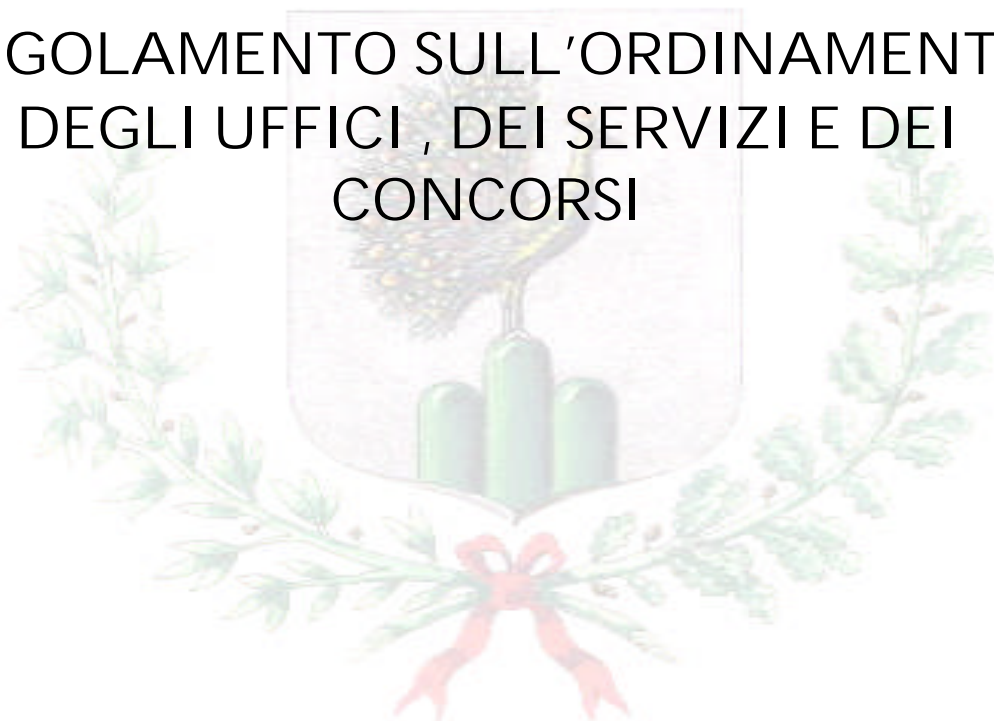 GOLAMENTO SULL'ORDINAMENT
DEGLI UFFICI , DEI SERVIZI E DEI
CONCORSI